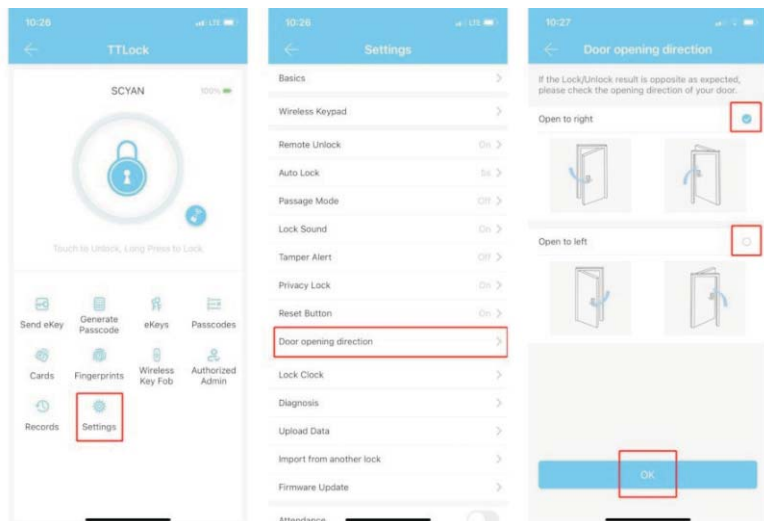 10:26
LTE
TTLock
SCYAN
100%
Touch to Unlock, Long Press to Lock
Send eKey
Generate
Passcode
eKeys
Passcodes
Cards
Fingerprints
Wireless
Key Fob
Authorized
Admin
Records
Settings
10:26
LTE
Settings
Basics
Wireless Keypad
Remote Unlock On
Auto Lock 5s
Passage Mode Off
Lock Sound On
Tamper Alert Off
Privacy Lock On
Reset Button On
Door opening direction
Lock Clock
Diagnosis
Upload Data
Import from another lock
Firmware Update
Attendance
10:27
Door opening direction
If the Lock/Unlock result is opposite as expected,
please check the opening direction of your door.
Open to right
Open to left
OK